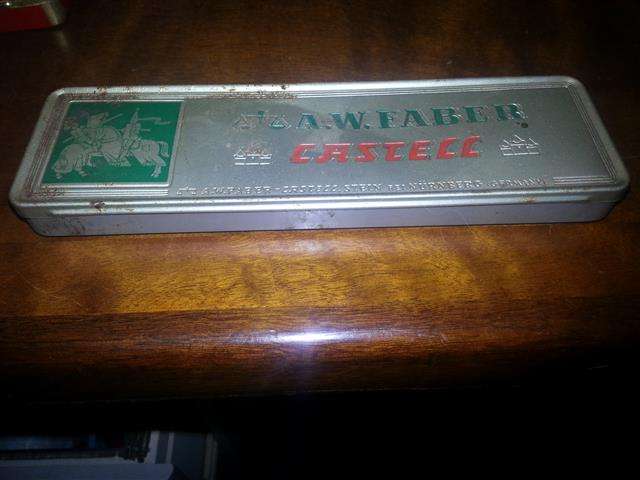 A.W.FABER
CASTELL
A.W.FABER-CASTELL STEIN BEI NÜRNBERG (GERMANY)